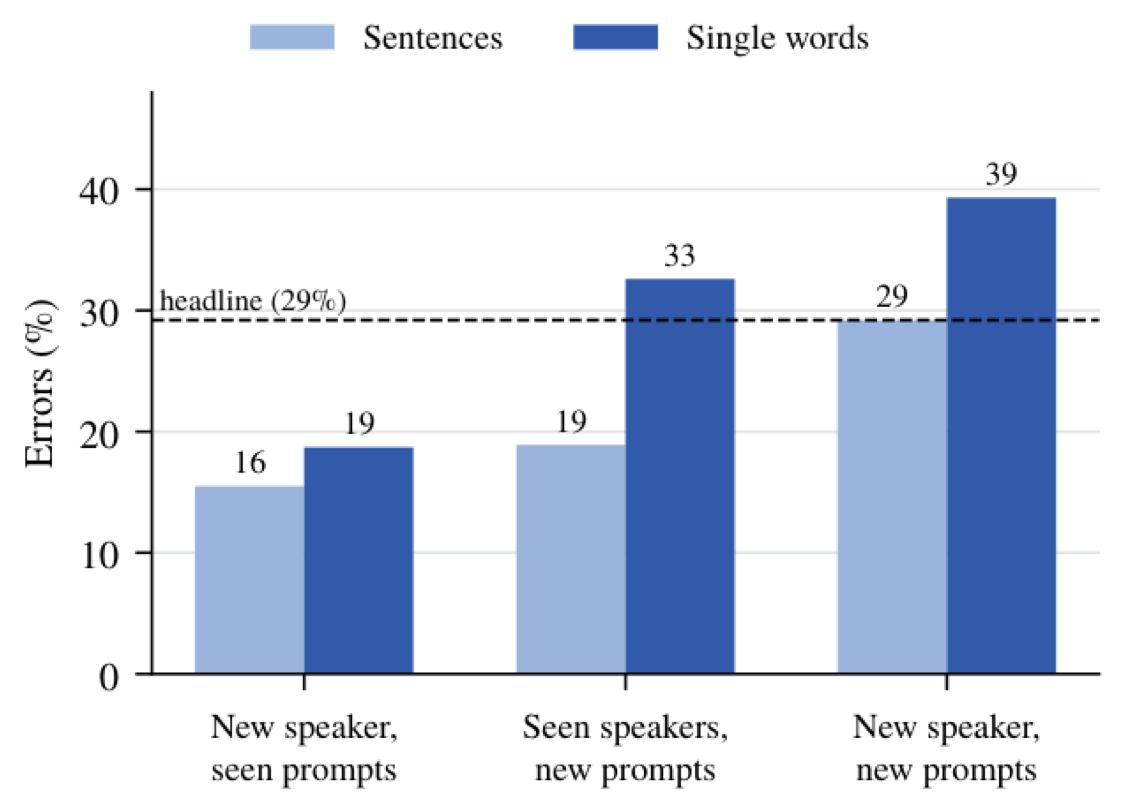 Sentences
Single words
Errors (%)
40
30
20
10
0
headline (29%)
16
19
19
33
29
39
New speaker,
seen prompts
Seen speakers,
new prompts
New speaker,
new prompts